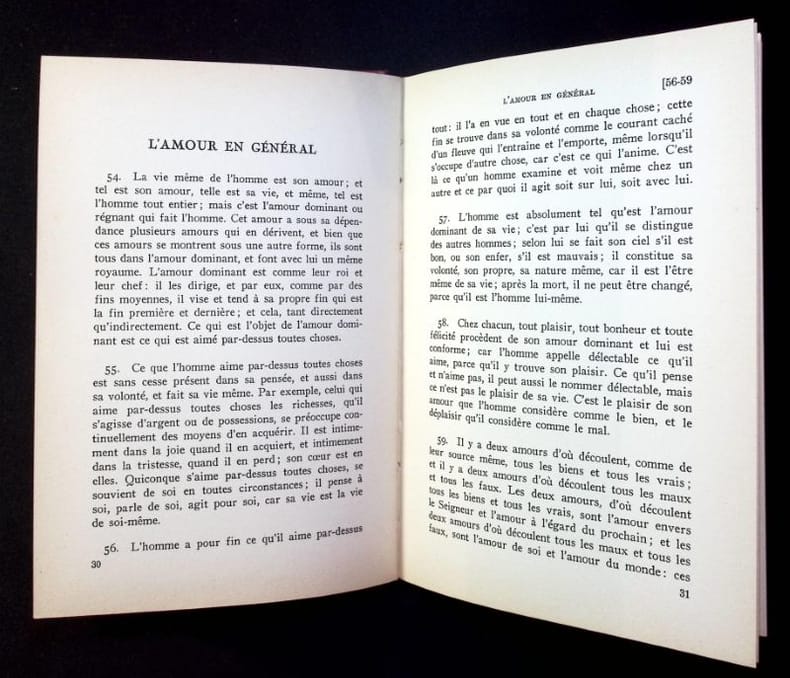 L'AMOUR EN GÉNÉRAL
54. La vie même de l'homme est son amour ; et
tel est son amour, telle est sa vie, et même, tel est
l'homme tout entier ; mais c'est l'amour dominant ou
régnant qui fait l'homme. Cet amour a sous sa dépen-
dance plusieurs amours qui en dérivent, et bien que
ces amours se montrent sous une autre forme, ils sont
tous dans l'amour dominant, et font avec lui un même
royaume. L'amour dominant est comme leur roi et
leur chef : il les dirige, et par eux, comme par des
fins moyennes, il vise et tend à sa propre fin qui est
la fin première et dernière ; et cela, tant directement
qu'indirectement. Ce qui est l'objet de l'amour domi-
nant est ce qui est aimé par-dessus toutes choses.
55. Ce que l'homme aime par-dessus toutes choses
est sans cesse présent dans sa pensée, et aussi dans
sa volonté, et fait sa vie même. Par exemple, celui qui
aime par-dessus toutes choses les richesses, qu'il
s'agisse d'argent ou de possessions, se préoccupe con-
tinuellement des moyens d'en acquérir. Il est intime-
ment dans la joie quand il en acquiert, et intimement
dans la tristesse, quand il en perd ; son cœur est en
elles. Quiconque s'aime par-dessus toutes choses, se
souvient de soi en toutes circonstances ; il pense à
soi, parle de soi, agit pour soi, car sa vie est la vie
de soi-même.
56. L'homme a pour fin ce qu'il aime par-dessus
30
L'AMOUR EN GÉNÉRAL [56-59
tout : il l'a en vue en tout et en chaque chose ; cette
fin se trouve dans sa volonté comme le courant caché
d'un fleuve qui l'entraîne et l'emporte, même lorsqu'il
s'occupe d'autre chose, car c'est ce qui l'anime. C'est
là ce qu'un homme examine et voit même chez un
autre et ce par quoi il agit soit sur lui, soit avec lui.
57. L'homme est absolument tel qu'est l'amour
dominant de sa vie ; c'est par lui qu'il se distingue
des autres hommes ; selon lui se fait son ciel s'il est
bon, ou son enfer, s'il est mauvais ; il constitue sa
volonté, son propre, sa nature même, car il est l'être
même de sa vie ; après la mort, il ne peut être changé,
parce qu'il est l'homme lui-même.
58. Chez chacun, tout plaisir, tout bonheur et toute
félicité procèdent de son amour dominant et lui est
conforme ; car l'homme appelle délectable ce qu'il
aime, parce qu'il y trouve son plaisir. Ce qu'il pense
et n'aime pas, il peut aussi le nommer délectable, mais
ce n'est pas le plaisir de sa vie. C'est le plaisir de son
amour que l'homme considère comme le bien, et le
déplaisir qu'il considère comme le mal.
59. Il y a deux amours d'où découlent, comme de
leur source même, tous les biens et tous les vrais ;
et il y a deux amours d'où découlent tous les maux
et tous les faux. Les deux amours, d'où découlent
tous les biens et tous les vrais, sont l'amour envers
le Seigneur et l'amour à l'égard du prochain ; et les
deux amours d'où découlent tous les maux et tous les
faux, sont l'amour de soi et l'amour du monde : ces
31